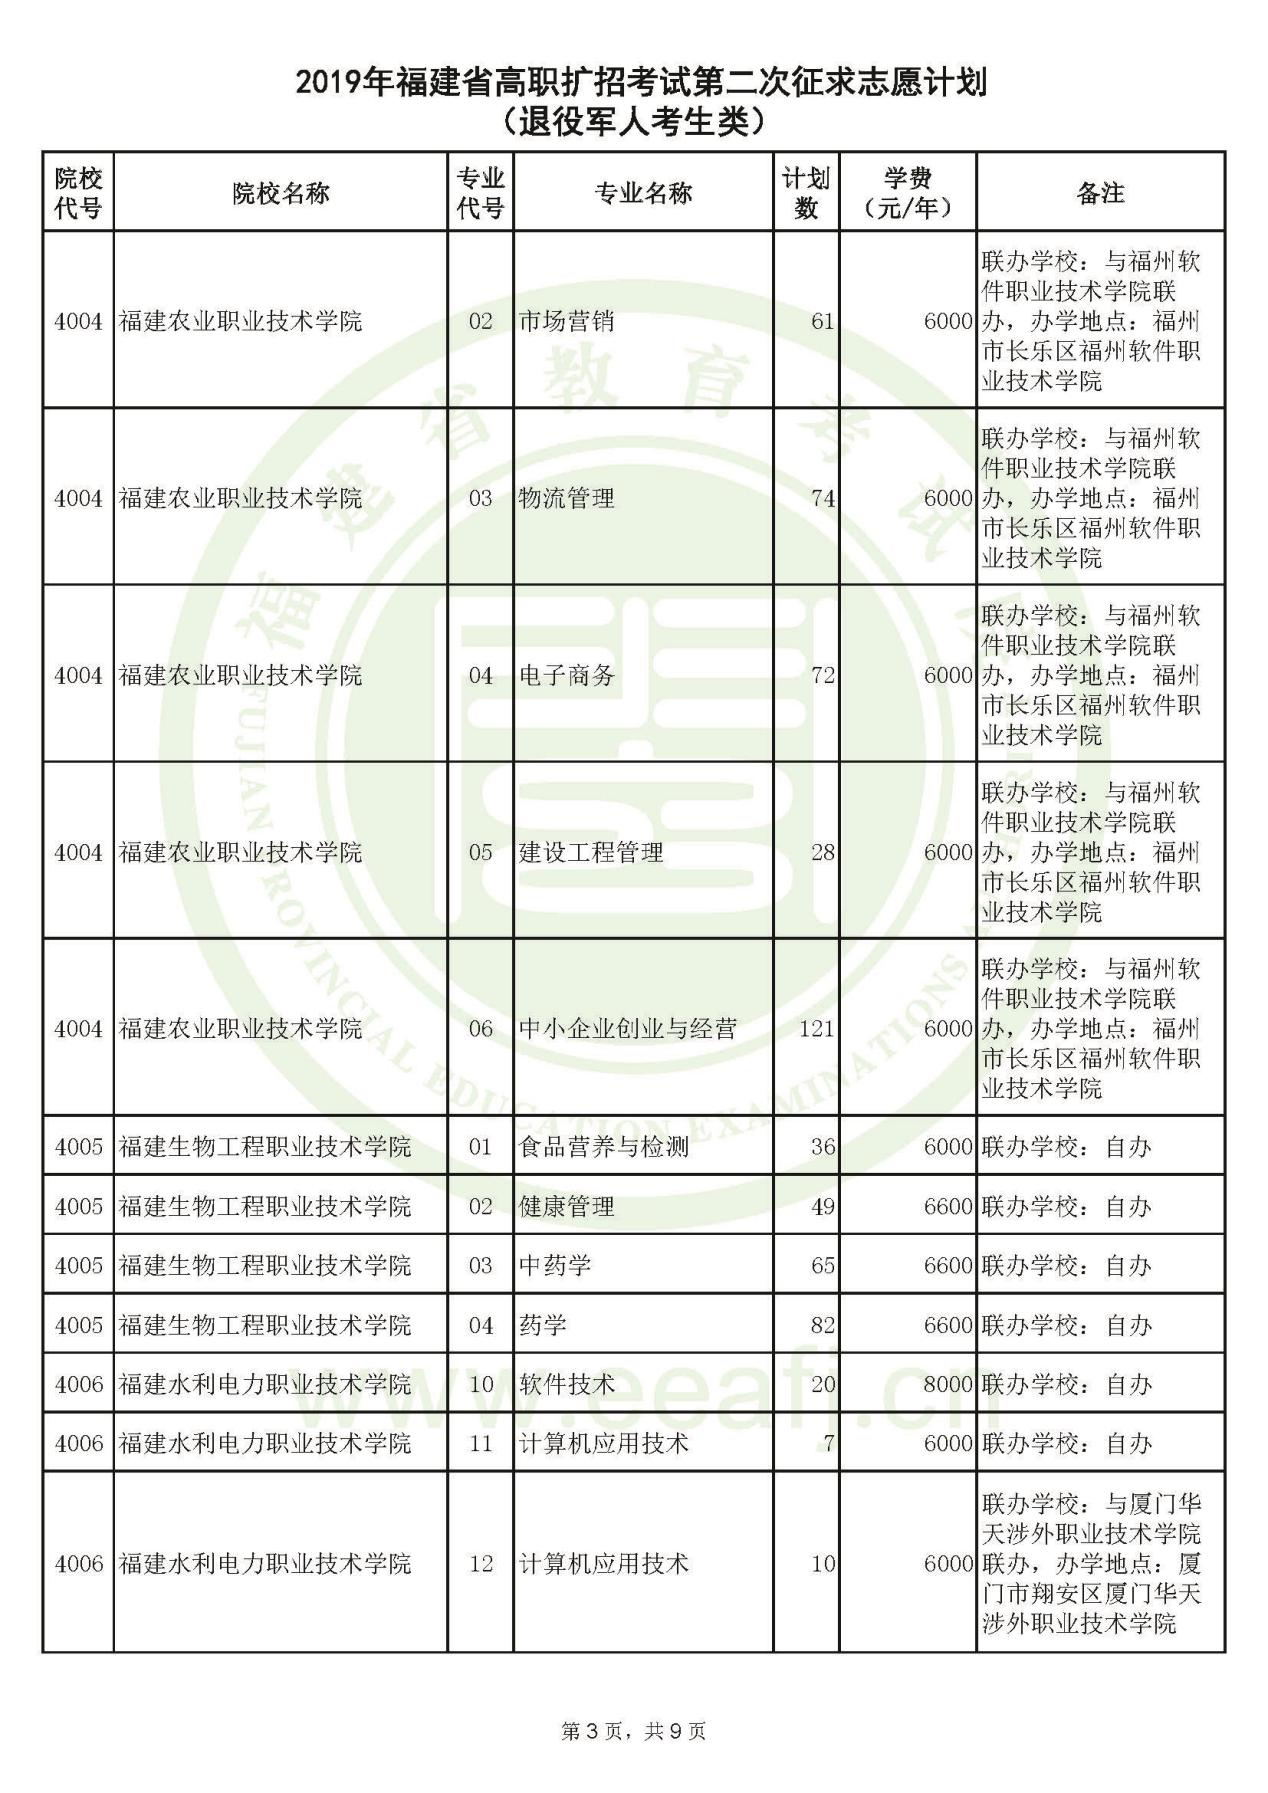 2019年福建省高职扩招考试第二次征求志愿计划
（退役军人考生类）
院校代号 院校名称 专业代号 专业名称 计划数 学费（元/年） 备注
4004 福建农业职业技术学院 02 市场营销 61 6000 联办学校：与福州软
件职业技术学院联
办，办学地点：福州
市长乐区福州软件职
业技术学院
4004 福建农业职业技术学院 03 物流管理 74 6000 联办学校：与福州软
件职业技术学院联
办，办学地点：福州
市长乐区福州软件职
业技术学院
4004 福建农业职业技术学院 04 电子商务 72 6000 联办学校：与福州软
件职业技术学院联
办，办学地点：福州
市长乐区福州软件职
业技术学院
4004 福建农业职业技术学院 05 建设工程管理 28 6000 联办学校：与福州软
件职业技术学院联
办，办学地点：福州
市长乐区福州软件职
业技术学院
4004 福建农业职业技术学院 06 中小企业创业与经营 121 6000 联办学校：与福州软
件职业技术学院联
办，办学地点：福州
市长乐区福州软件职
业技术学院
4005 福建生物工程职业技术学院 01 食品营养与检测 36 6000 联办学校：自办
4005 福建生物工程职业技术学院 02 健康管理 49 6600 联办学校：自办
4005 福建生物工程职业技术学院 03 中药学 65 6600 联办学校：自办
4005 福建生物工程职业技术学院 04 药学 82 6600 联办学校：自办
4006 福建水利电力职业技术学院 10 软件技术 20 8000 联办学校：自办
4006 福建水利电力职业技术学院 11 计算机应用技术 7 6000 联办学校：自办
4006 福建水利电力职业技术学院 12 计算机应用技术 10 6000 联办学校：与厦门华
天涉外职业技术学院
联办，办学地点：厦
门市翔安区厦门华天
涉外职业技术学院
福建省教育考试院
FUJIAN PROVINCIAL EDUCATION EXAMINATIONS
www.eeafj.cn
第 3 页，共 9 页